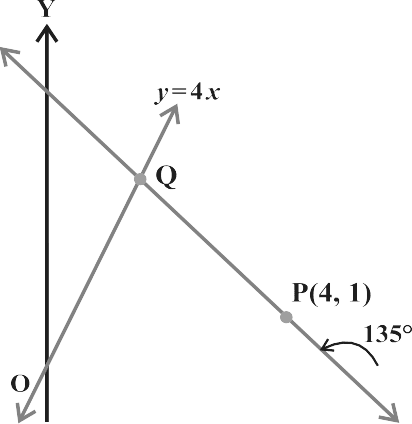 Y
y=4x
Q
P(4, 1)
135°
O